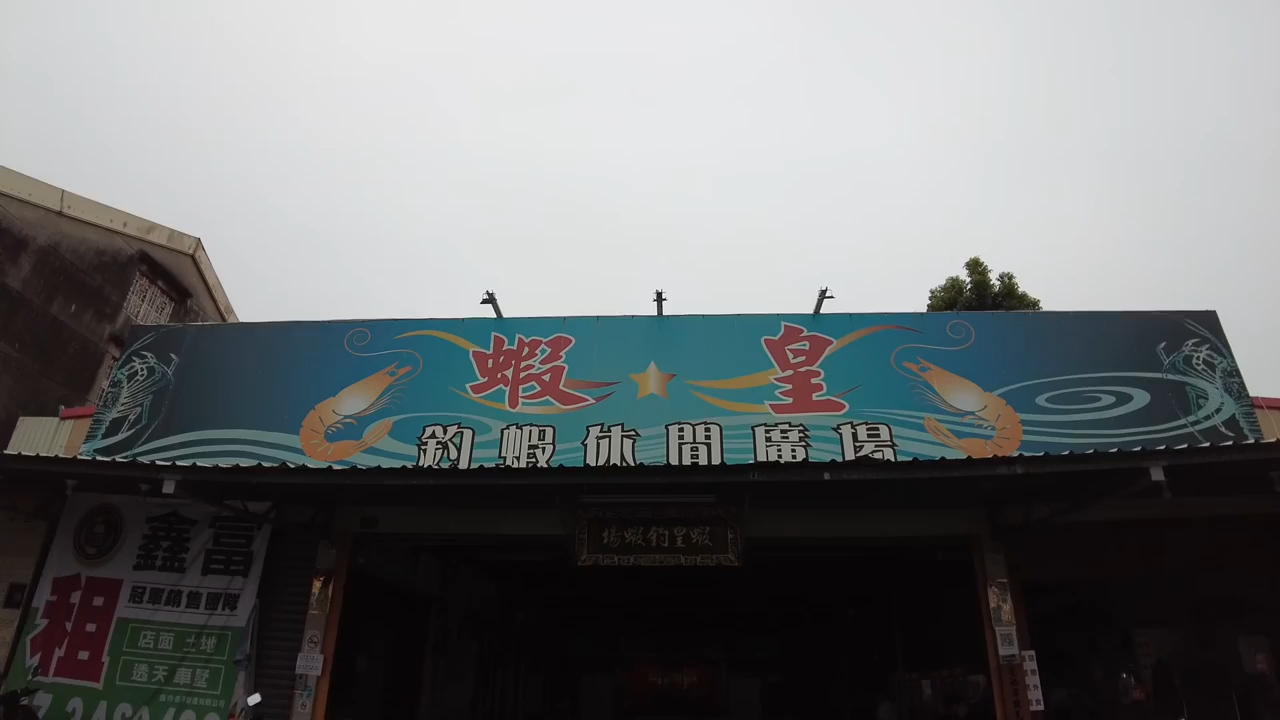 蝦皇
釣蝦休閒廣場
場蝦釣皇蝦
鑫富
冠軍銷售團隊
租
店面 土地
透天 車墅